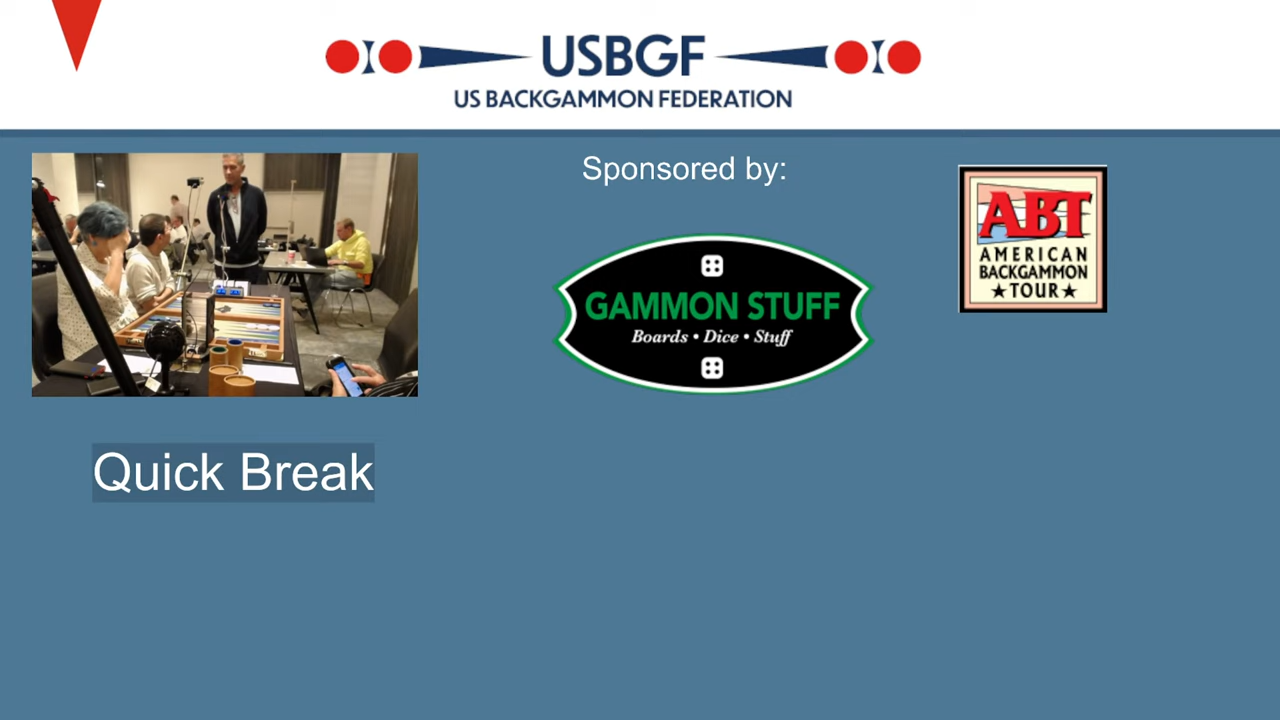 USBGF
US BACKGAMMON FEDERATION
Sponsored by:
GAMMON STUFF
Boards • Dice • Stuff
ABT
AMERICAN
BACKGAMMON
★TOUR★
Quick Break